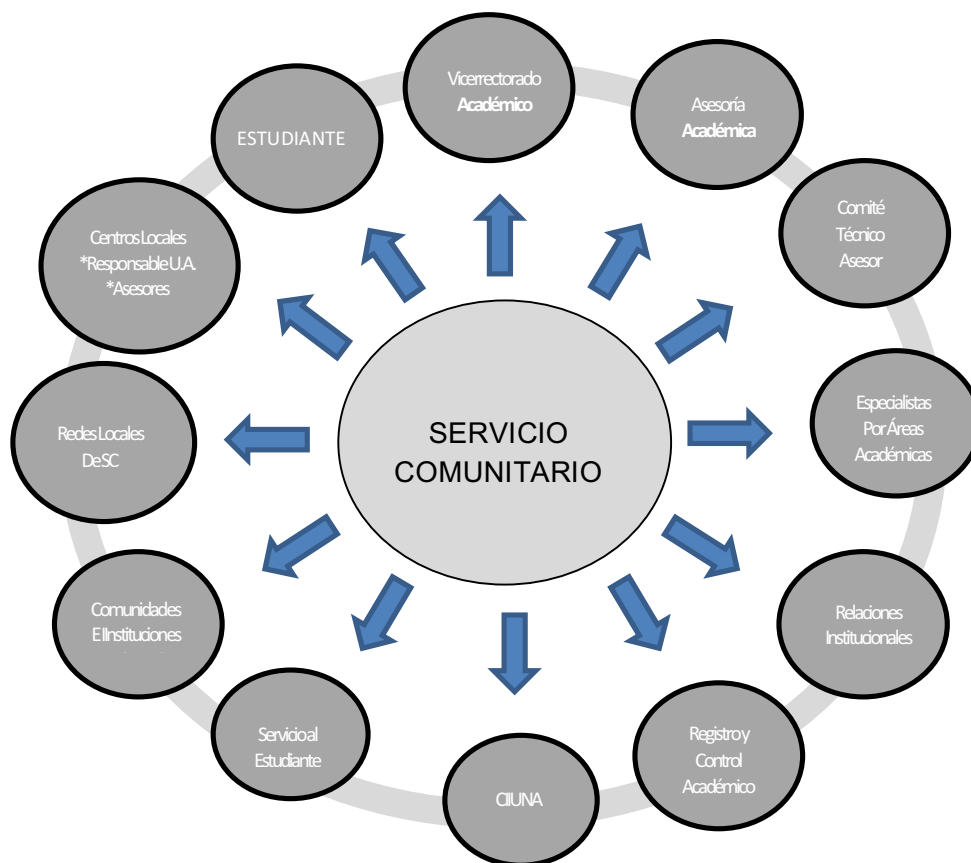 Vicerrectorado
Académico
Asesoría
Académica
Comité
Técnico
Asesor
Especialistas
Por Áreas
Académicas
Relaciones
Institucionales
Registro y
Control
Académico
CIIUNA
Servicio al
Estudiante
Comunidades
E IInstituciones
Redes Locales
De SC
Centros Locales
*Responsable U.A.
*Asesores
ESTUDIANTE
SERVICIO
COMUNITARIO